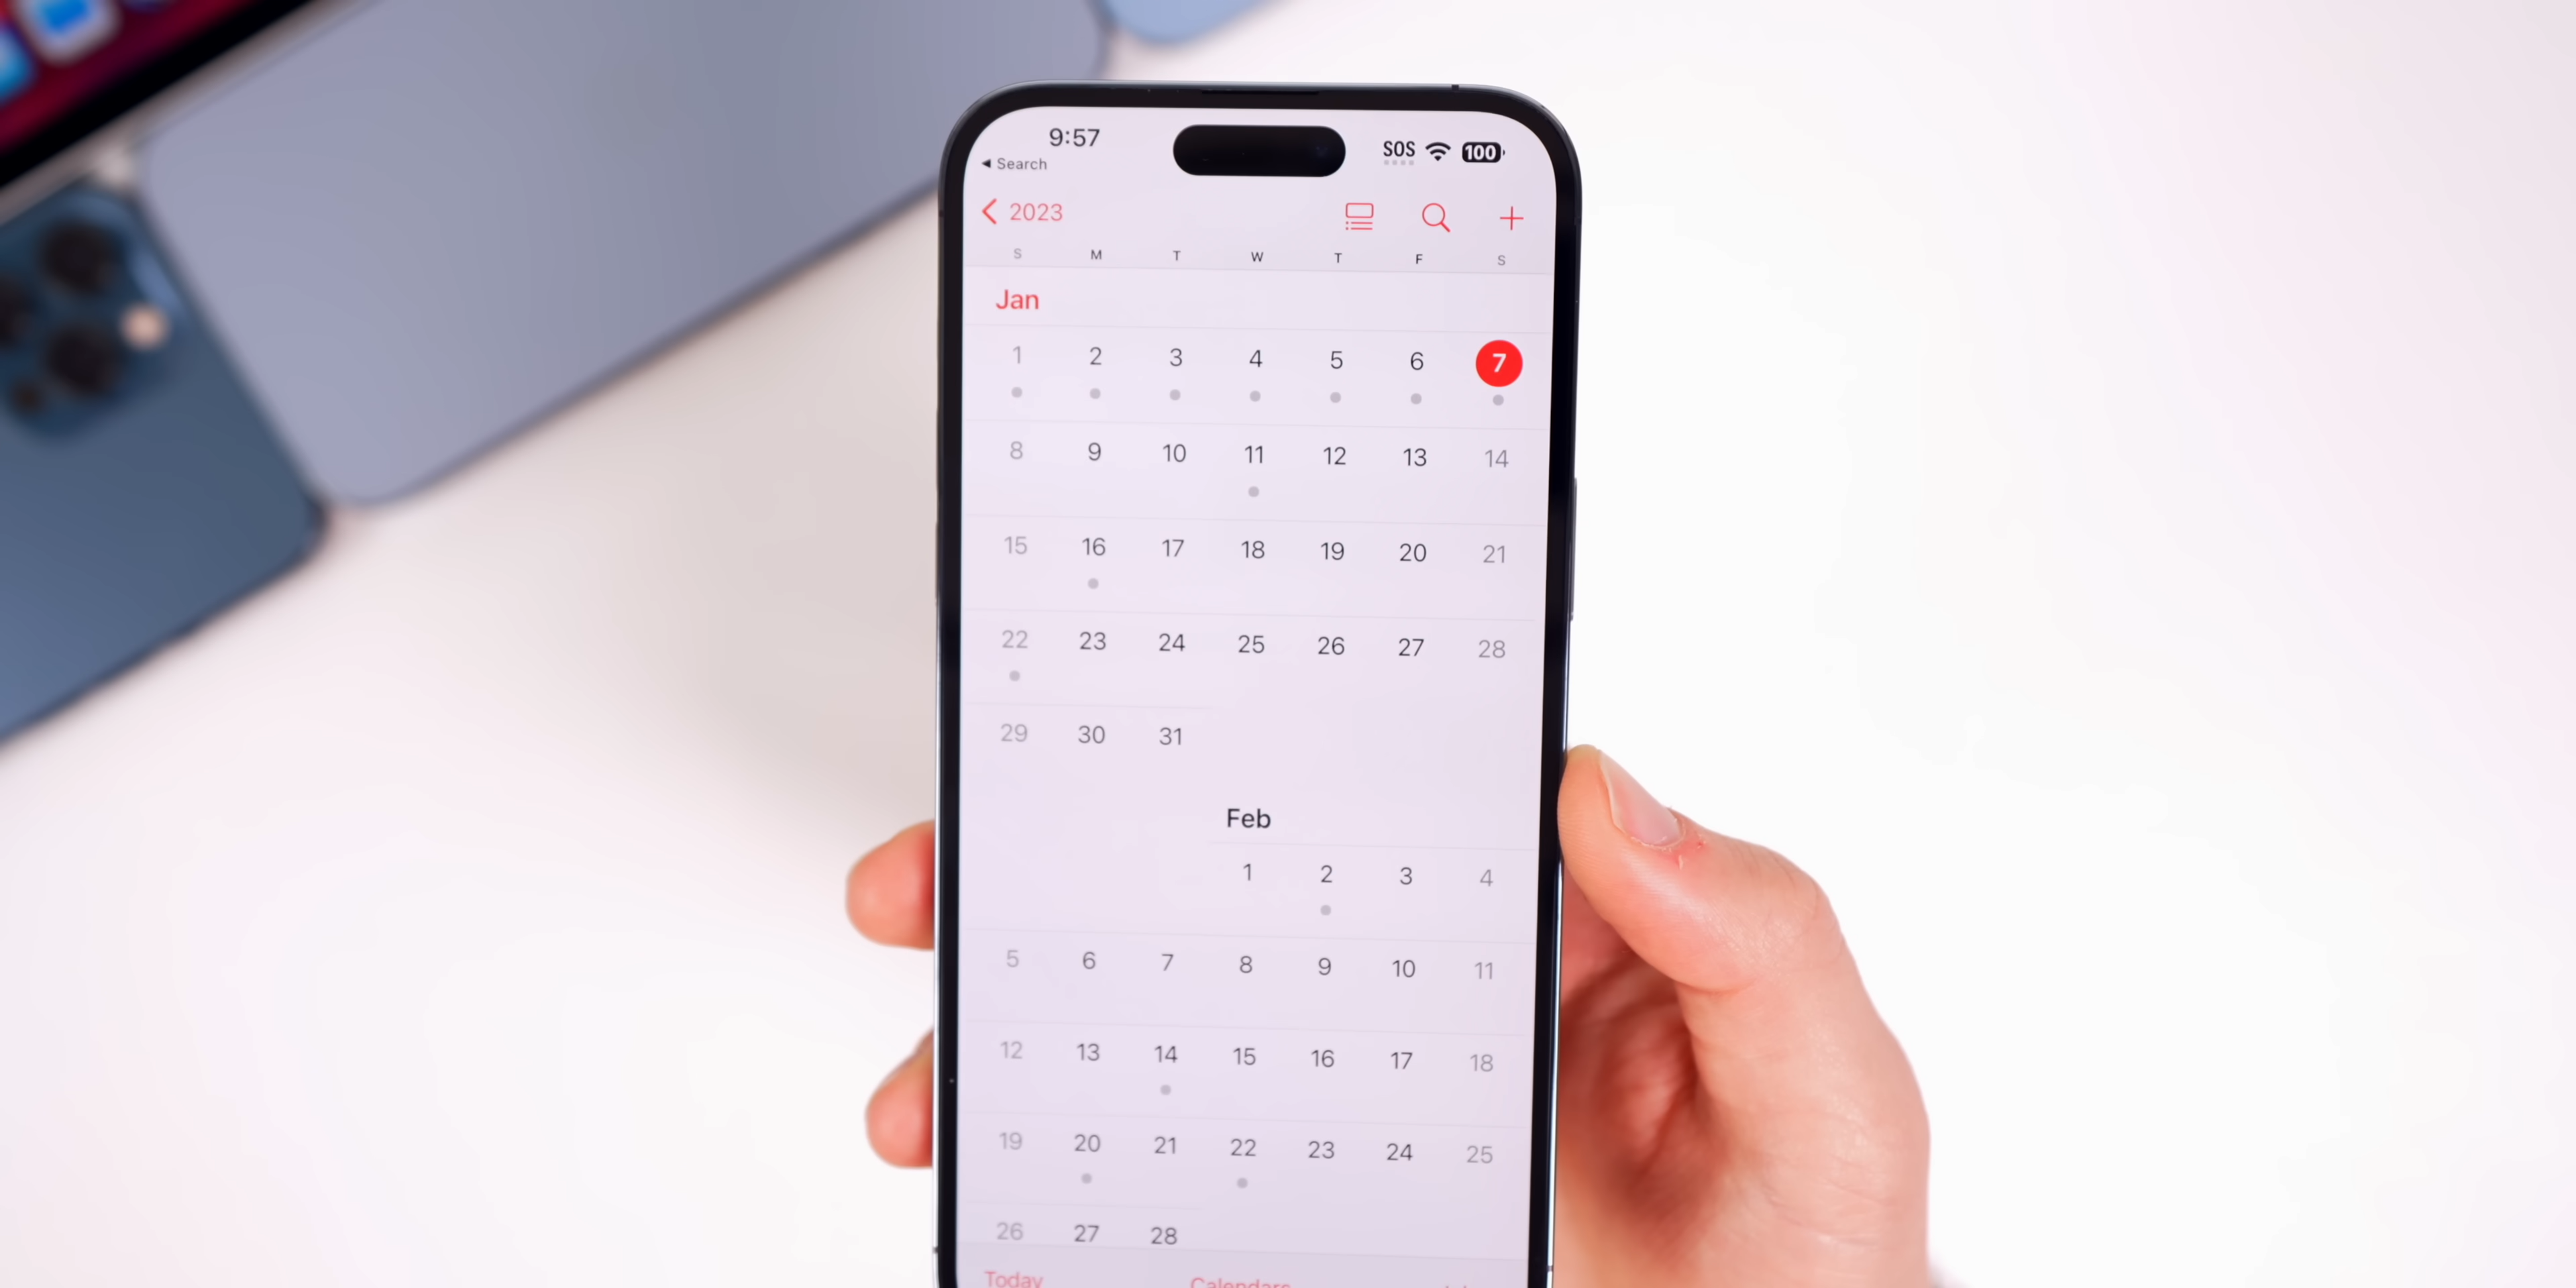 9:57 SOS 100
◀ Search
2023
S M T W T F S
Jan
1 2 3 4 5 6 7
8 9 10 11 12 13 14
15 16 17 18 19 20 21
22 23 24 25 26 27 28
29 30 31
Feb
1 2 3 4
5 6 7 8 9 10 11
12 13 14 15 16 17 18
19 20 21 22 23 24 25
26 27 28
Today Calendars